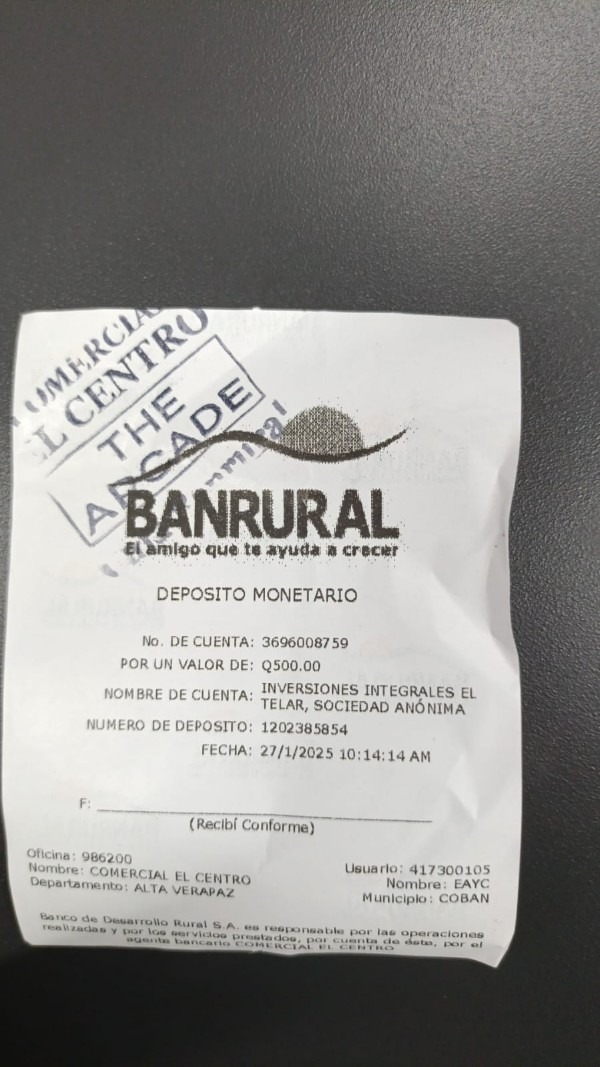 COMERCIAL
EL CENTRO
THE
ARCADE
BANRURAL
El amigo que te ayuda a crecer
DEPOSITO MONETARIO
No. DE CUENTA: 3696008759
POR UN VALOR DE: Q500.00
NOMBRE DE CUENTA: INVERSIONES INTEGRALES EL
TELAR, SOCIEDAD ANÓNIMA
NUMERO DE DEPOSITO: 1202385854
FECHA: 27/1/2025 10:14:14 AM
F:
(Recibí Conforme)
Oficina: 986200
Nombre: COMERCIAL EL CENTRO
Departamento: ALTA VERAPAZ
Usuario: 417300105
Nombre: EAYC
Municipio: COBAN
Banco de Desarrollo Rural S.A. es responsable por las operaciones
realizadas y por los servicios prestados, por cuenta de éste, por el
agente bancario COMERCIAL EL CENTRO